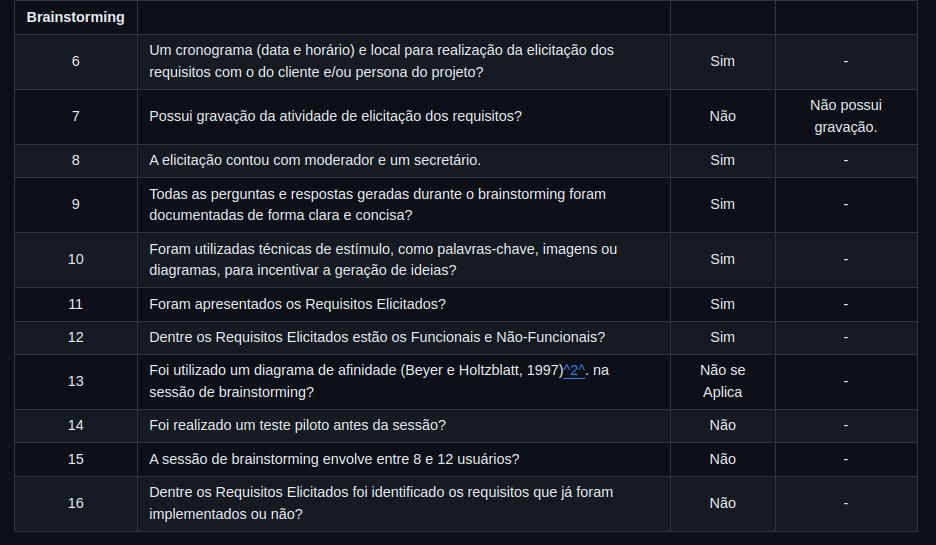 Brainstorming
6
Um cronograma (data e horário) e local para realização da elicitação dos
requisitos com o do cliente e/ou persona do projeto?
Sim
-
7
Possui gravação da atividade de elicitação dos requisitos?
Não
Não possui
gravação.
8
A elicitação contou com moderador e um secretário.
Sim
-
9
Todas as perguntas e respostas geradas durante o brainstorming foram
documentadas de forma clara e concisa?
Sim
-
10
Foram utilizadas técnicas de estímulo, como palavras-chave, imagens ou
diagramas, para incentivar a geração de ideias?
Sim
-
11
Foram apresentados os Requisitos Elicitados?
Sim
-
12
Dentre os Requisitos Elicitados estão os Funcionais e Não-Funcionais?
Sim
-
13
Foi utilizado um diagrama de afinidade (Beyer e Holtzblatt, 1997)^2^. na
sessão de brainstorming?
Não se
Aplica
-
14
Foi realizado um teste piloto antes da sessão?
Não
-
15
A sessão de brainstorming envolve entre 8 e 12 usuários?
Não
-
16
Dentre os Requisitos Elicitados foi identificado os requisitos que já foram
implementados ou não?
Não
-